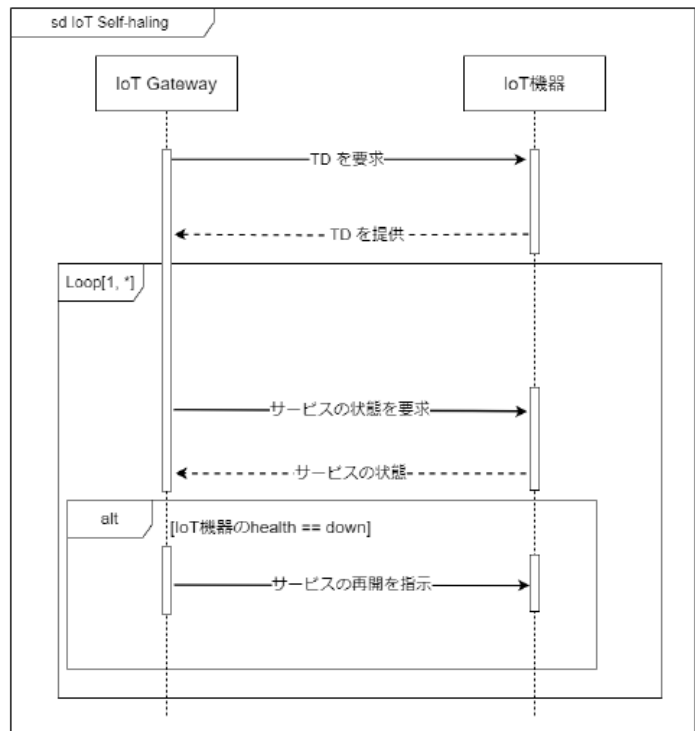 sd IoT Self-haling
IoT Gateway
IoT機器
TD を要求
TD を提供
Loop[1, *]
サービスの状態を要求
サービスの状態
alt
[IoT機器のhealth == down]
サービスの再開を指示